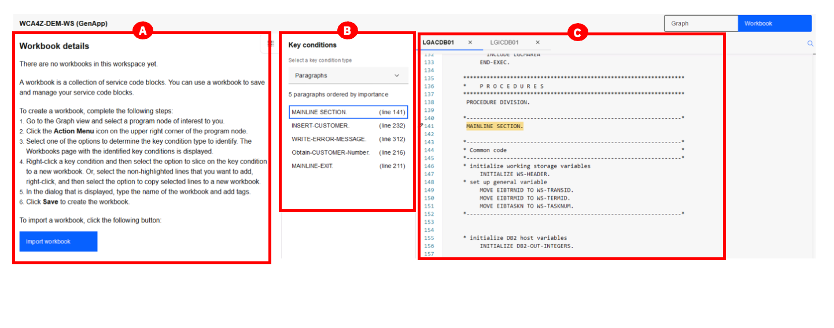 WCA4Z-DEM-WS (GenApp)
Graph
Workbook
A
B
C
Workbook details
There are no workbooks in this workspace yet.
A workbook is a collection of service code blocks. You can use a workbook to save
and manage your service code blocks.
To create a workbook, complete the following steps:
1. Go to the Graph view and select a program node of interest to you.
2. Click the Action Menu icon on the upper right corner of the program node.
3. Select one of the options to determine the key condition type to identify. The
Workbooks page with the identified key conditions is displayed.
4. Right-click a key condition and then select the option to slice on the key condition
to a new workbook. Or, select the non-highlighted lines that you want to add,
right-click, and then select the option to copy selected lines to a new workbook.
5. In the dialog that is displayed, type the name of the workbook and add tags.
6. Click Save to create the workbook.
To import a workbook, click the following button:
Import workbook
Key conditions
Select a key condition type
Paragraphs
5 paragraphs ordered by importance
MAINLINE SECTION. (line 141)
INSERT-CUSTOMER. (line 232)
WRITE-ERROR-MESSAGE. (line 312)
Obtain-CUSTOMER-Number. (line 216)
MAINLINE-EXIT. (line 211)
LGACDB01 × LGICDB01 ×
132 INCLUDE LGPOLICY
133 END-EXEC.
134
135 ****************************************************************
136 * P R O C E D U R E S
137 ****************************************************************
138 PROCEDURE DIVISION.
139
140 *----------------------------------------------------------------*
141 MAINLINE SECTION.
142
143 *----------------------------------------------------------------*
144 * Common code *
145 *----------------------------------------------------------------*
146 * initialize working storage variables
147 INITIALIZE WS-HEADER.
148 * set up general variable
149 MOVE EIBTRNID TO WS-TRANSID.
150 MOVE EIBTRMID TO WS-TERMID.
151 MOVE EIBTASKN TO WS-TASKNUM.
152 *----------------------------------------------------------------*
153
154
155 * initialize DB2 host variables
156 INITIALIZE DB2-OUT-INTEGERS.
157